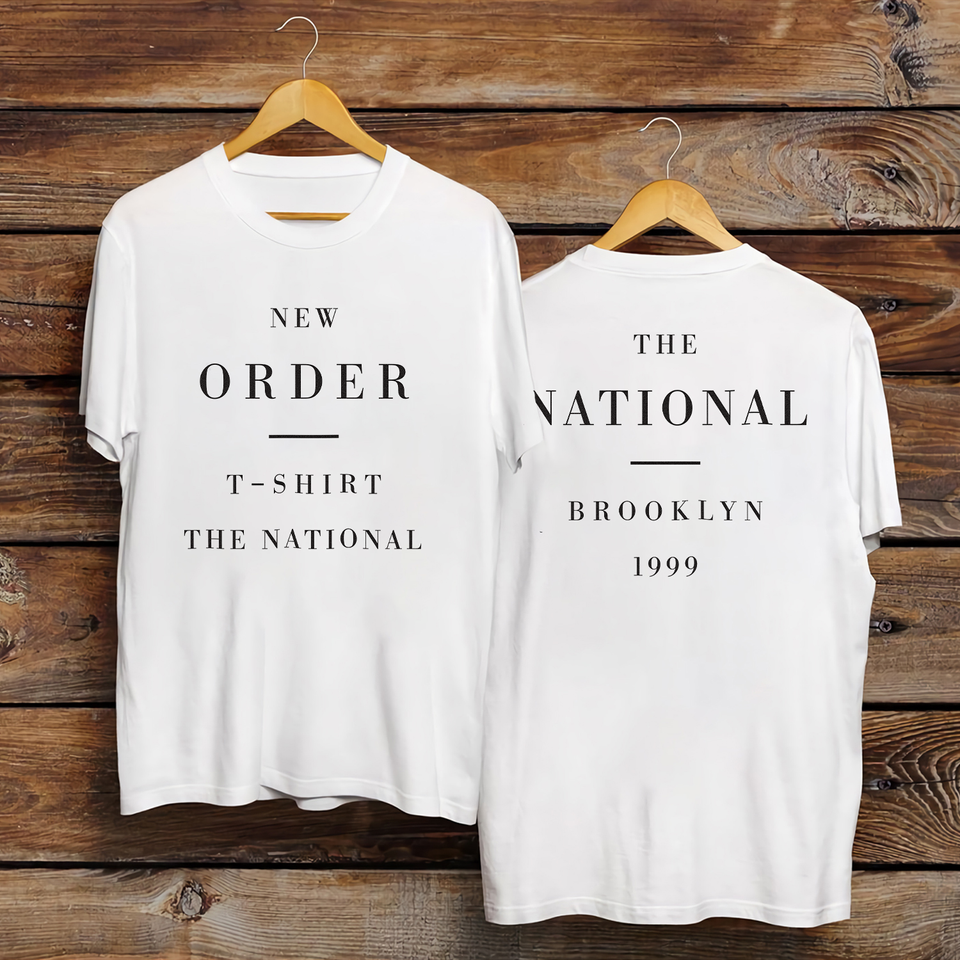 NEW
ORDER
T-SHIRT
THE NATIONAL
THE
NATIONAL
BROOKLYN
1999